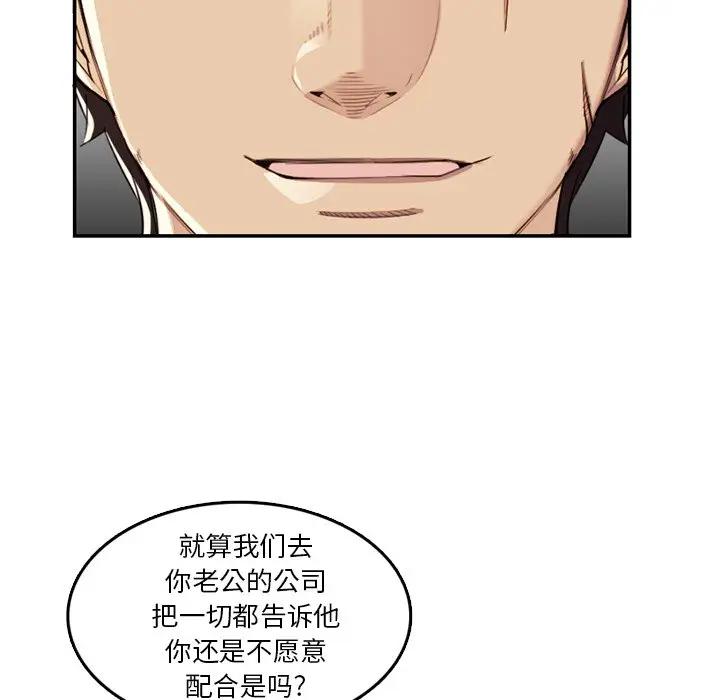 就算我们去
你老公的公司
把一切都告诉他
你还是不愿意
配合是吗?